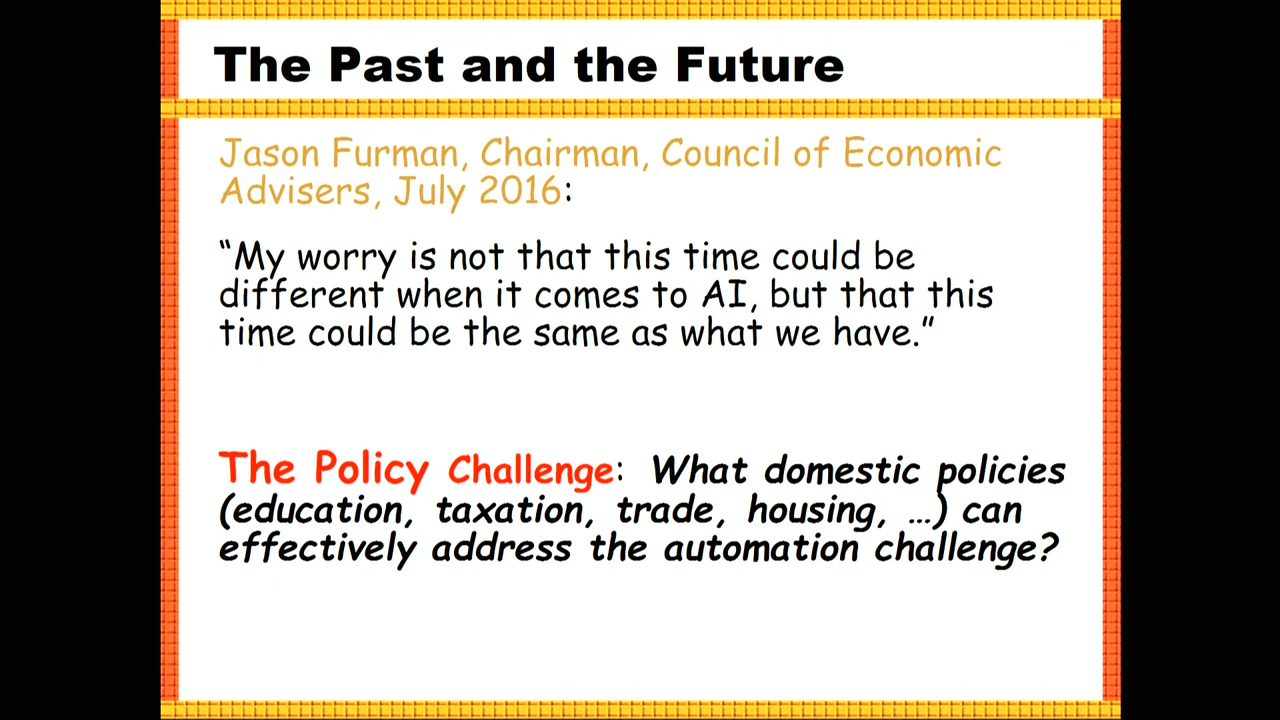 The Past and the Future
Jason Furman, Chairman, Council of Economic
Advisers, July 2016:
“My worry is not that this time could be
different when it comes to AI, but that this
time could be the same as what we have.”
The Policy Challenge: What domestic policies
(education, taxation, trade, housing, …) can
effectively address the automation challenge?